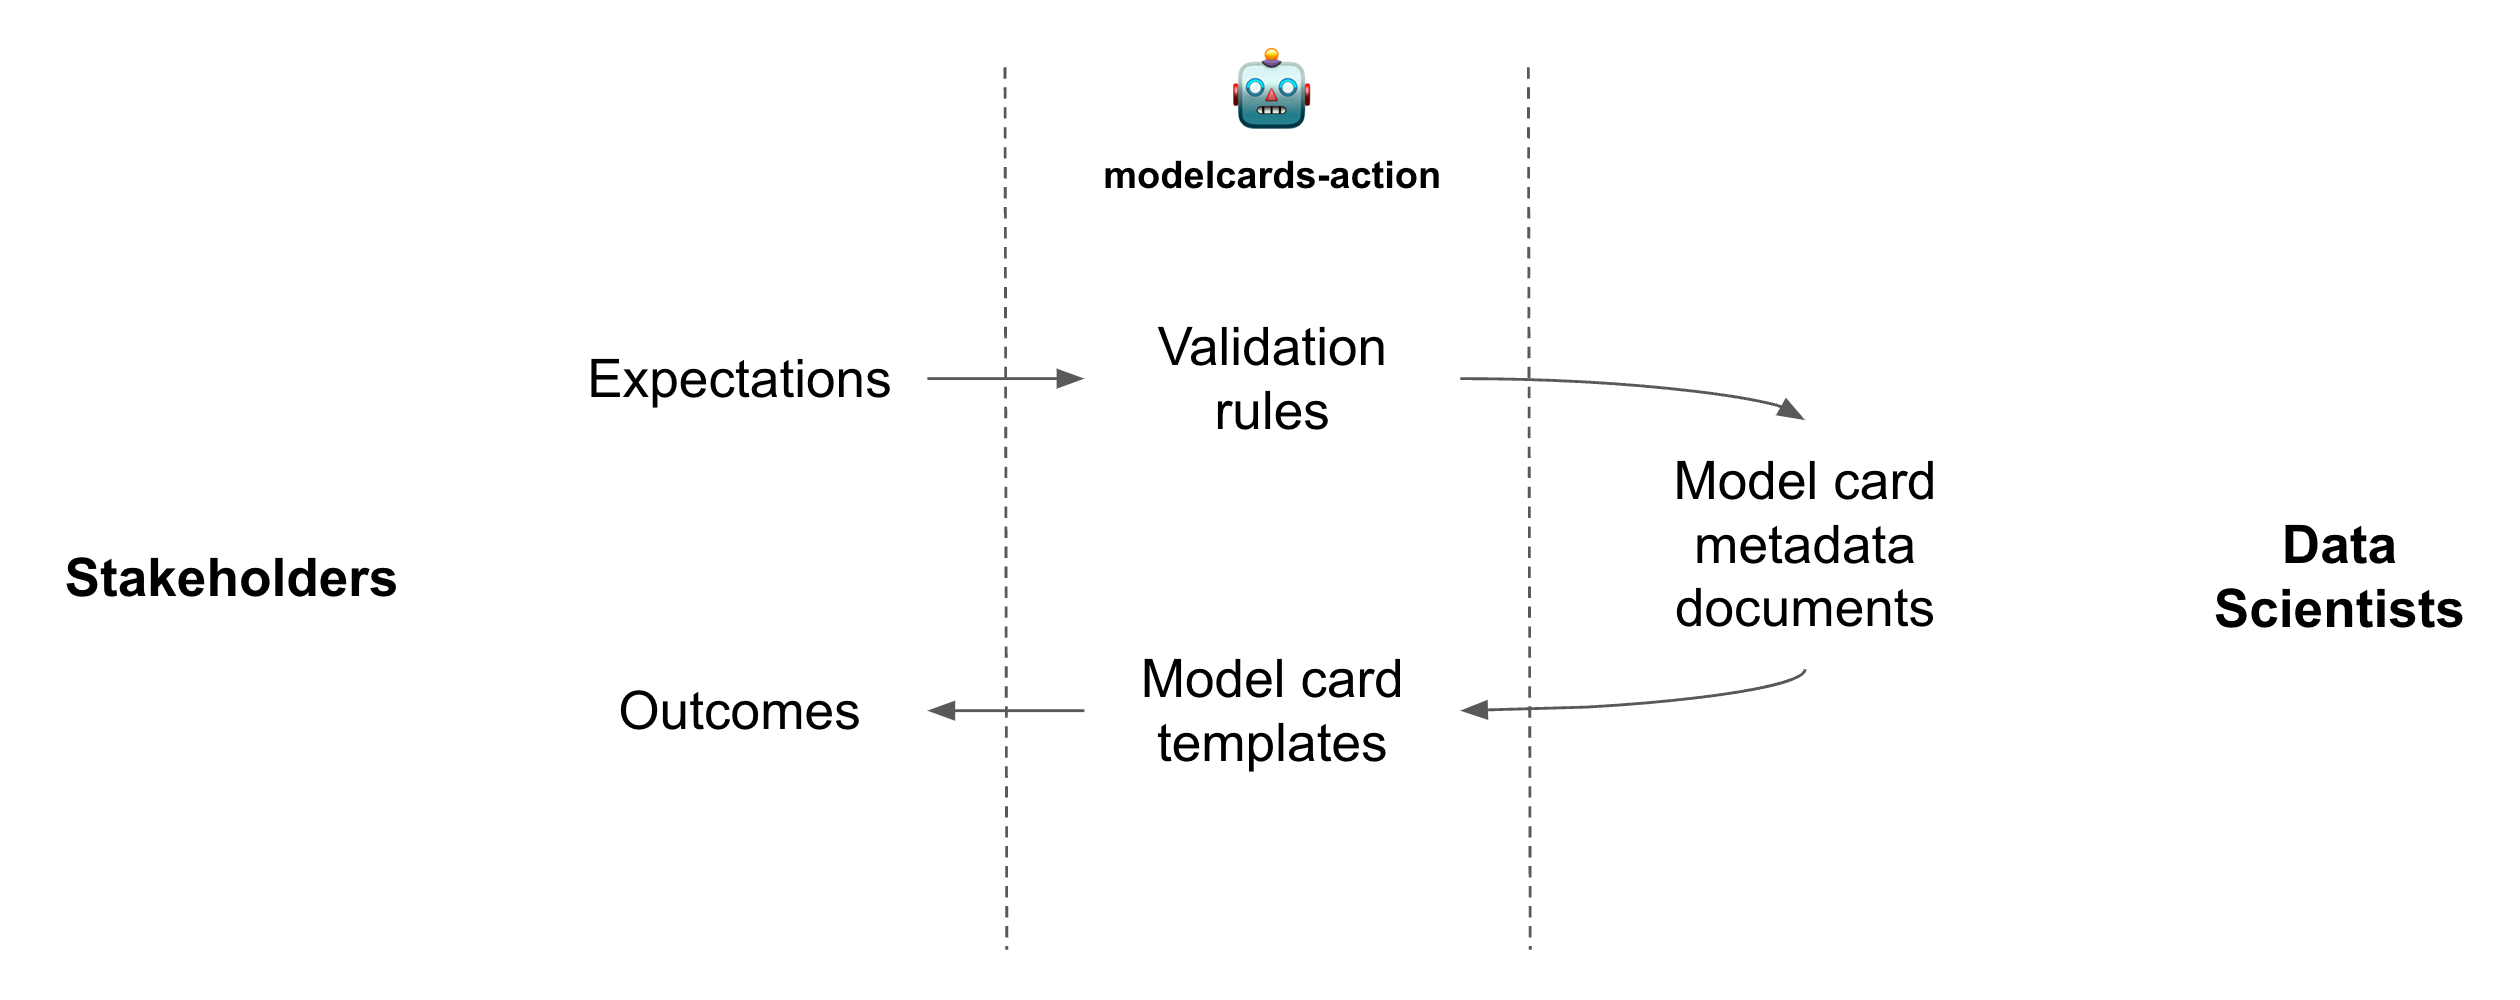 modelcards-action
Expectations
Validation
rules
Model card
metadata
documents
Stakeholders
Data
Scientists
Outcomes
Model card
templates